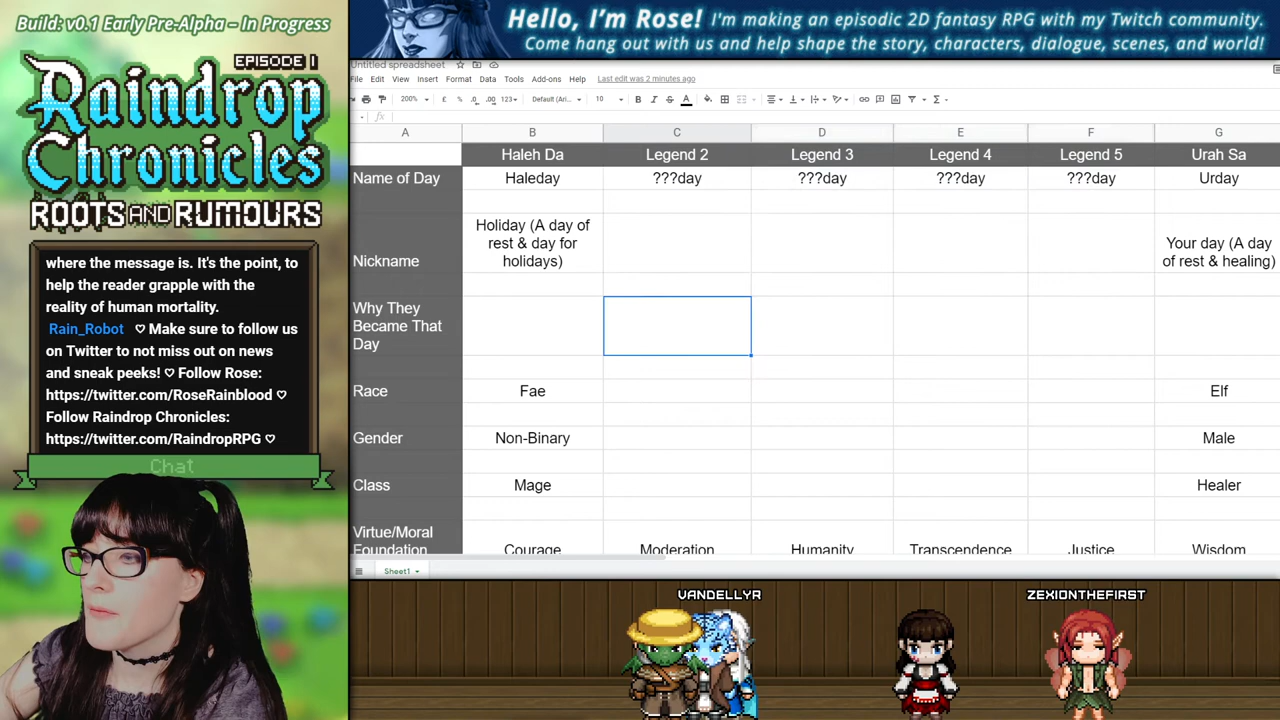 Build: v0.1 Early Pre-Alpha – In Progress
EPISODE I
Raindrop
Chronicles
ROOTS AND RUMOURS
where the message is. It's the point, to
help the reader grapple with the
reality of human mortality.
Rain_Robot ♡ Make sure to follow us
on Twitter to not miss out on news
and sneak peeks! ♡ Follow Rose:
https://twitter.com/RoseRainblood ♡
Follow Raindrop Chronicles:
https://twitter.com/RaindropRPG ♡
Chat
Hello, I'm Rose! I'm making an episodic 2D fantasy RPG with my Twitch community.
Come hang out with us and help shape the story, characters, dialogue, scenes, and world!
Untitled spreadsheet
File Edit View Insert Format Data Tools Add-ons Help Last edit was 2 minutes ago
200% £ % .0 .00 123 Default (Ari... 10 B I S A
fx
A B C D E F G
Haleh Da Legend 2 Legend 3 Legend 4 Legend 5 Urah Sa
Name of Day Haleday ???day ???day ???day ???day Urday
Nickname
Holiday (A day of
rest & day for
holidays)
Your day (A day
of rest & healing)
Why They
Became That
Day
Race Fae Elf
Gender Non-Binary Male
Class Mage Healer
Virtue/Moral
Foundation Courage Moderation Humanity Transcendence Justice Wisdom
Sheet1
VANDELLYR
ZEXIONTHEFIRST